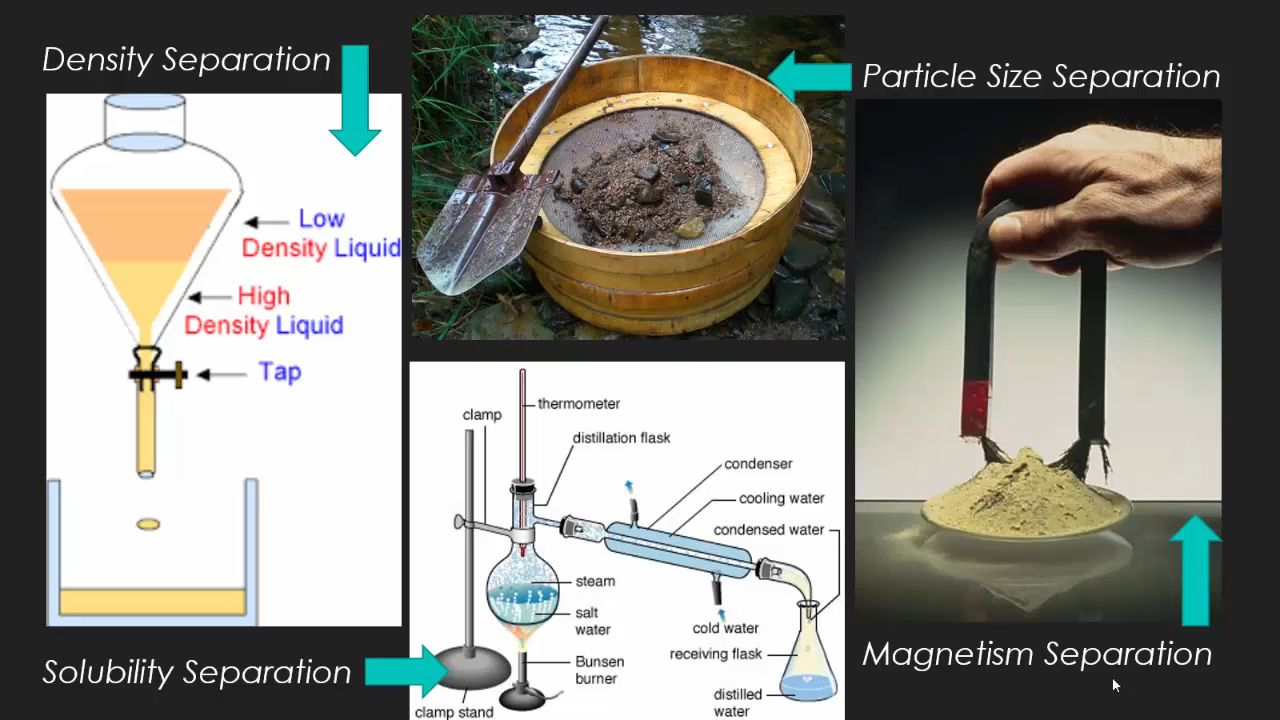 Density Separation
Low
Density Liquid
High
Density Liquid
Tap
Particle Size Separation
thermometer
clamp
distillation flask
condenser
cooling water
condensed water
steam
salt
water
cold water
receiving flask
Bunsen
burner
distilled
water
clamp stand
Solubility Separation
Magnetism Separation